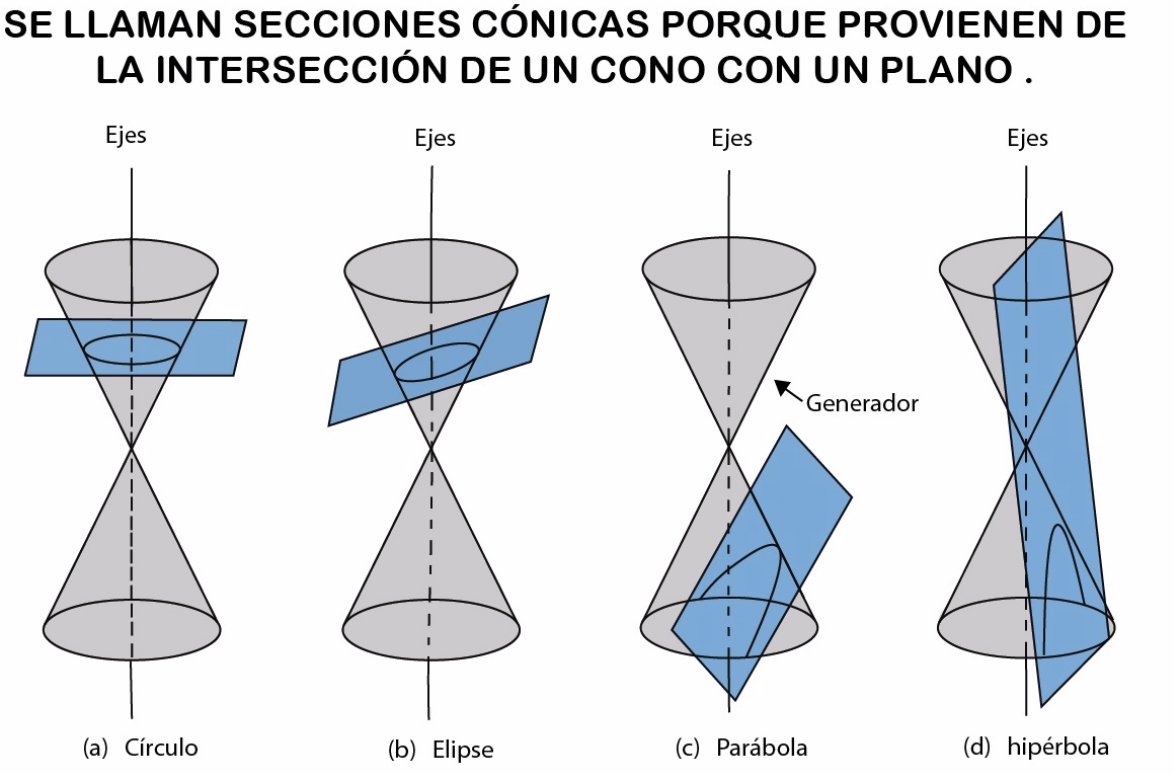 SE LLAMAN SECCIONES CÓNICAS PORQUE PROVIENEN DE
LA INTERSECCIÓN DE UN CONO CON UN PLANO .
Ejes
Ejes
Ejes
Ejes
Generador
(a) Círculo
(b) Elipse
(c) Parábola
(d) hipérbola